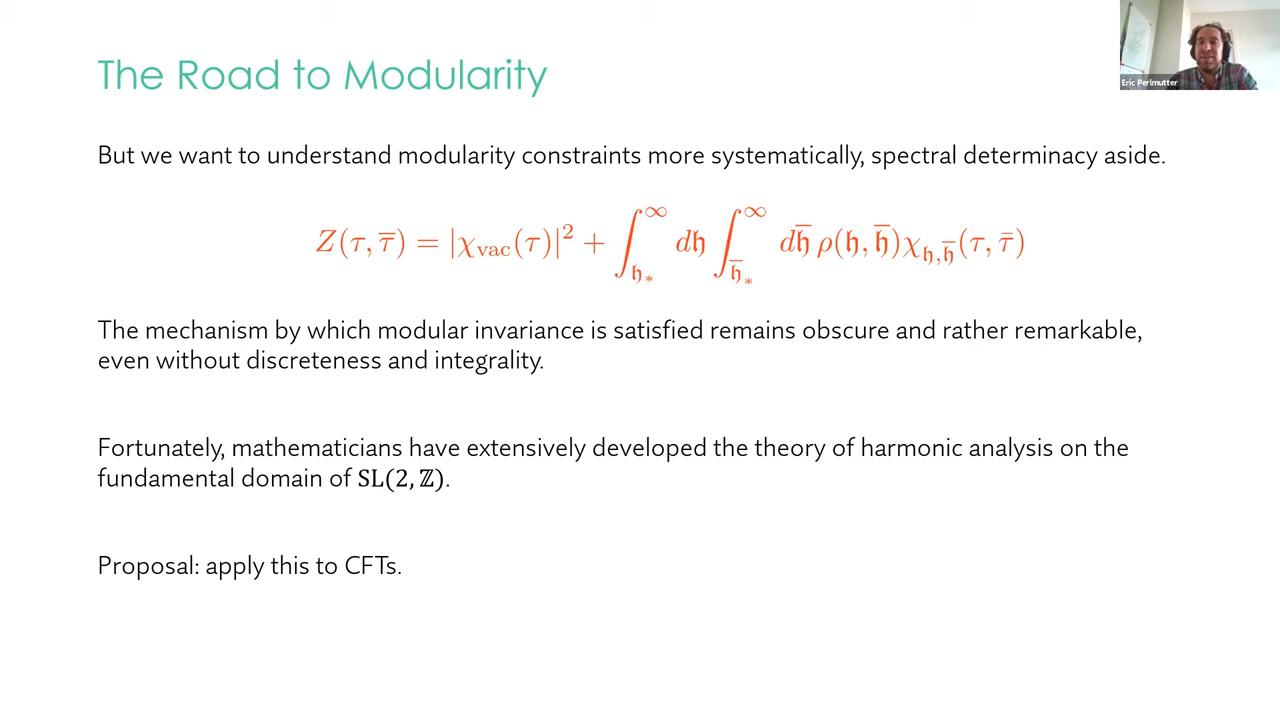 The Road to Modularity
Eric Perlmutter
But we want to understand modularity constraints more systematically, spectral determinacy aside.
Z(τ, τ̅) = |χ_vac(τ)|² + ∫_{𝔥_*}^∞ d𝔥 ∫_{𝔥̅_*}^∞ d𝔥̅ ρ(𝔥, 𝔥̅)χ_{𝔥,𝔥̅}(τ, τ̄)
The mechanism by which modular invariance is satisfied remains obscure and rather remarkable,
even without discreteness and integrality.
Fortunately, mathematicians have extensively developed the theory of harmonic analysis on the
fundamental domain of SL(2, ℤ).
Proposal: apply this to CFTs.